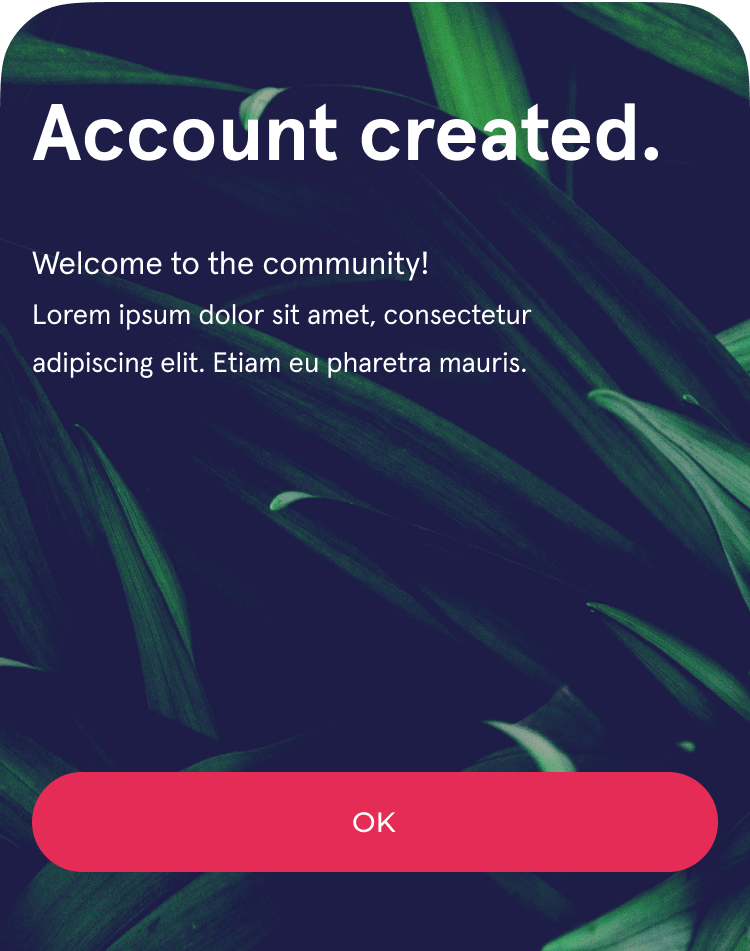 Account created.
Welcome to the community!
Lorem ipsum dolor sit amet, consectetur
adipiscing elit. Etiam eu pharetra mauris.
OK